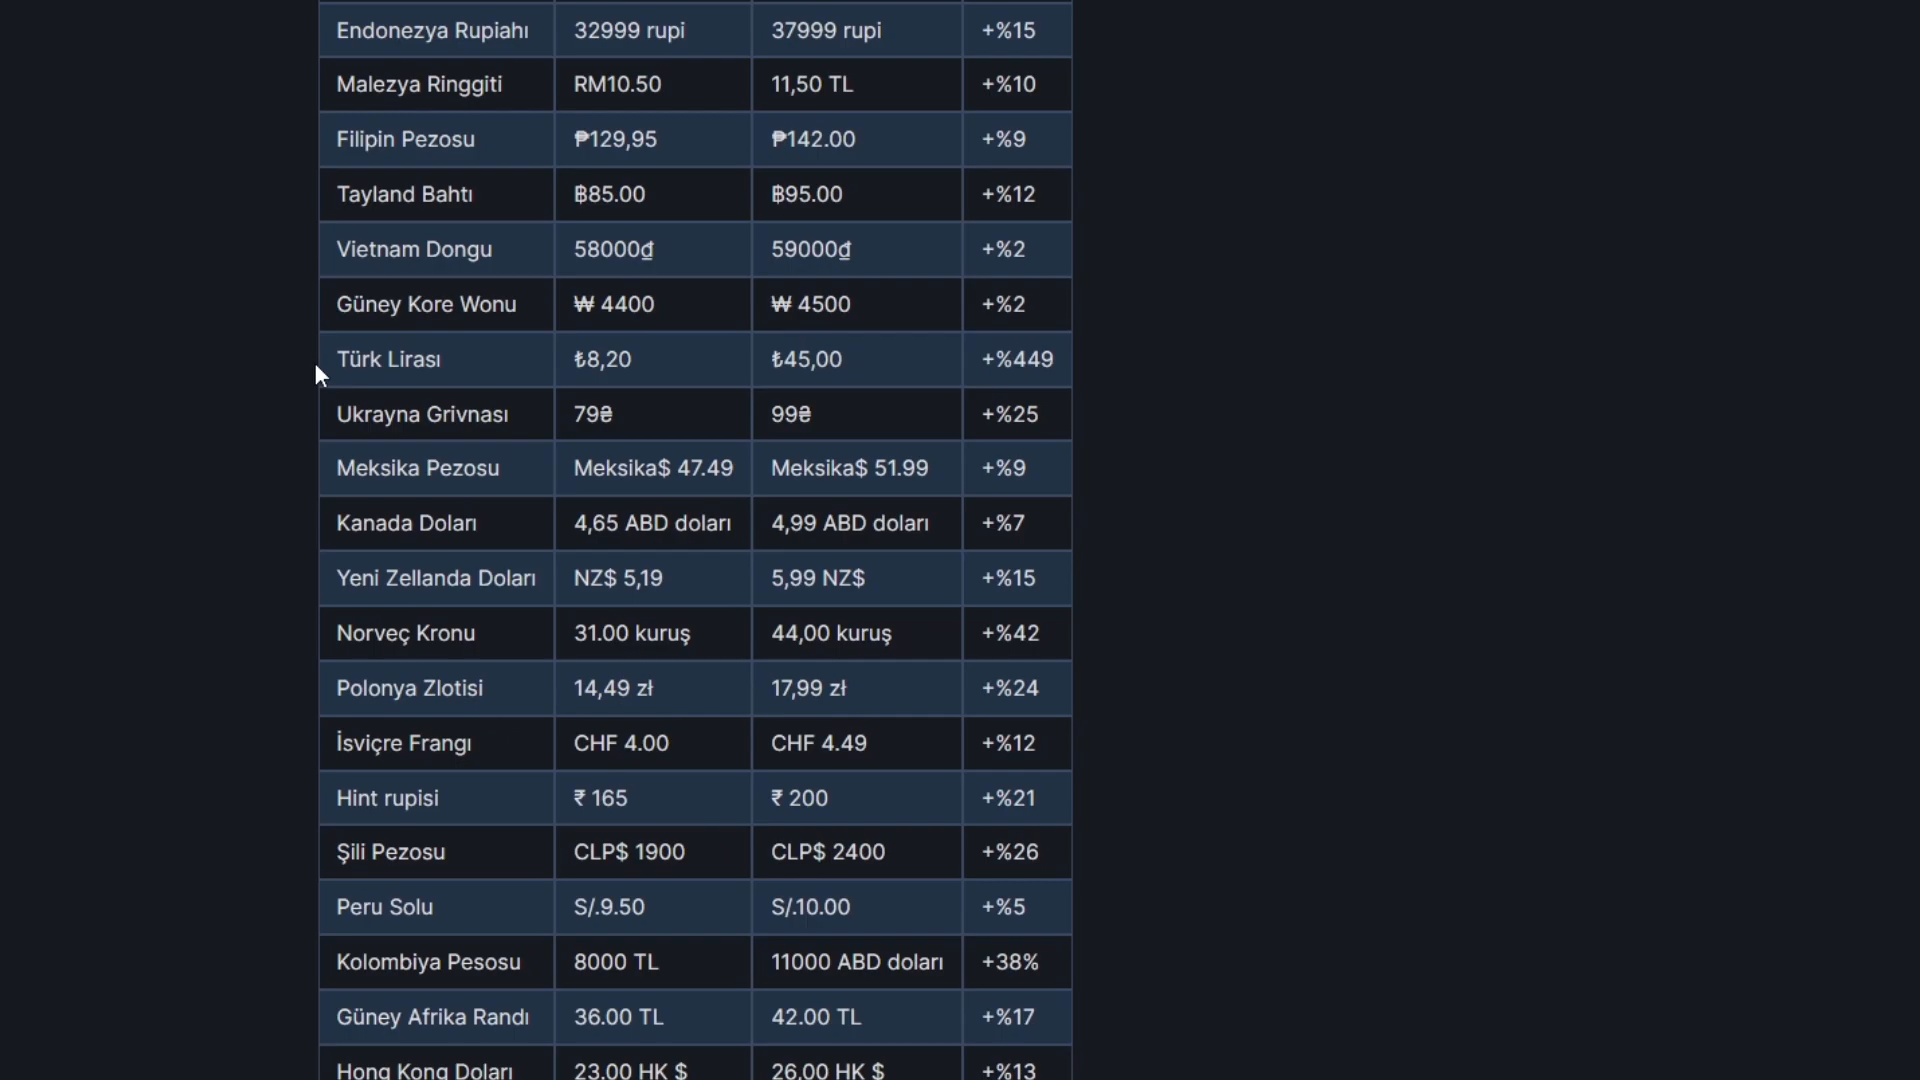 Endonezya Rupiahı 32999 rupi 37999 rupi +%15
Malezya Ringgiti RM10.50 11,50 TL +%10
Filipin Pezosu ₱129,95 ₱142.00 +%9
Tayland Bahtı ฿85.00 ฿95.00 +%12
Vietnam Dongu 58000₫ 59000₫ +%2
Güney Kore Wonu ₩ 4400 ₩ 4500 +%2
Türk Lirası ₺8,20 ₺45,00 +%449
Ukrayna Grivnası 79₴ 99₴ +%25
Meksika Pezosu Meksika$ 47.49 Meksika$ 51.99 +%9
Kanada Doları 4,65 ABD doları 4,99 ABD doları +%7
Yeni Zellanda Doları NZ$ 5,19 5,99 NZ$ +%15
Norveç Kronu 31.00 kuruş 44,00 kuruş +%42
Polonya Zlotisi 14,49 zł 17,99 zł +%24
İsviçre Frangı CHF 4.00 CHF 4.49 +%12
Hint rupisi ₹ 165 ₹ 200 +%21
Şili Pezosu CLP$ 1900 CLP$ 2400 +%26
Peru Solu S/.9.50 S/.10.00 +%5
Kolombiya Pesosu 8000 TL 11000 ABD doları +38%
Güney Afrika Randı 36.00 TL 42.00 TL +%17
Hong Kong Doları 23.00 HK $ 26,00 HK $ +%13